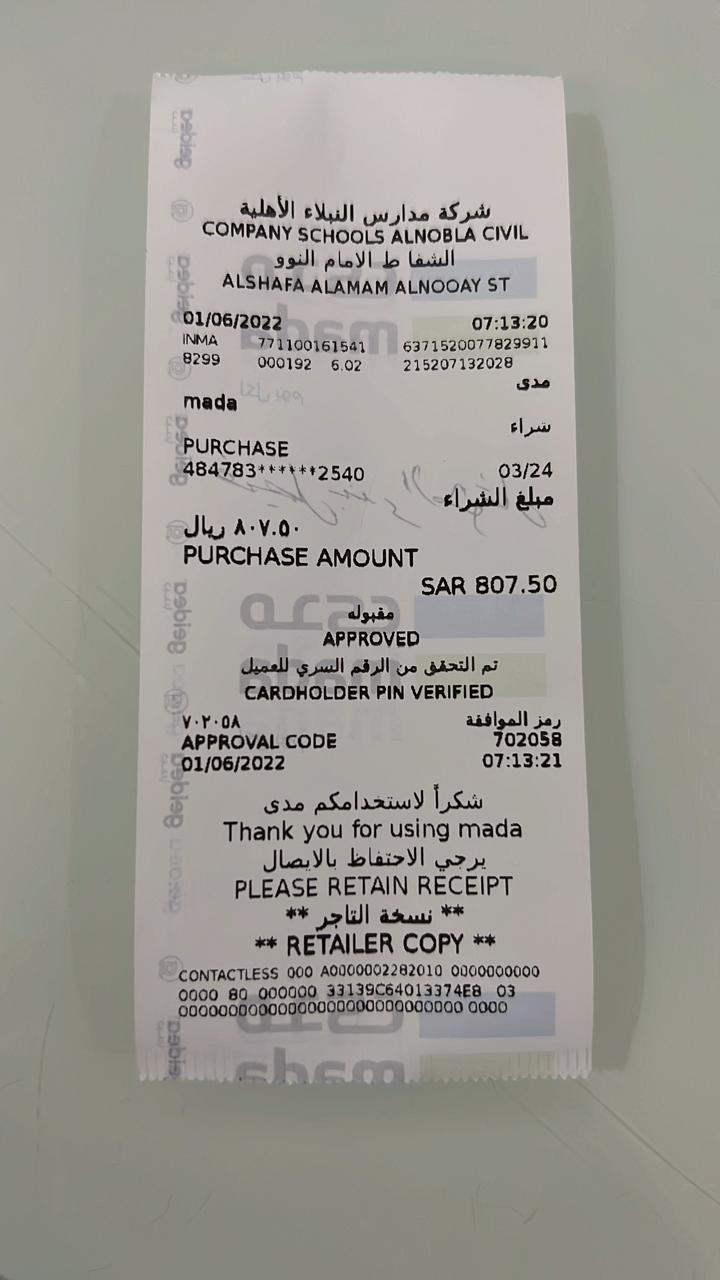 شركة مدارس النبلاء الأهلية
COMPANY SCHOOLS ALNOBLA CIVIL
الشفا ط الامام النوو
ALSHAFA ALAMAM ALNOOAY ST
01/06/2022 07:13:20
INMA 771100161541 6371520077829911
8299 000192 6.02 215207132028
مدى
mada
شراء
PURCHASE
484783******2540 03/24
مبلغ الشراء
٨٠٧.٥٠ ريال
PURCHASE AMOUNT
SAR 807.50
مقبوله
APPROVED
تم التحقق من الرقم السري للعميل
CARDHOLDER PIN VERIFIED
٧٠٢٠٥٨ رمز الموافقة
APPROVAL CODE 702058
01/06/2022 07:13:21
شكراً لاستخدامكم مدى
Thank you for using mada
يرجي الاحتفاظ بالايصال
PLEASE RETAIN RECEIPT
** نسخة التاجر **
** RETAILER COPY **
CONTACTLESS 000 A0000002282010 0000000000
0000 80 000000 33139C64013374E8 03
00000000000000000000000000000000 0000